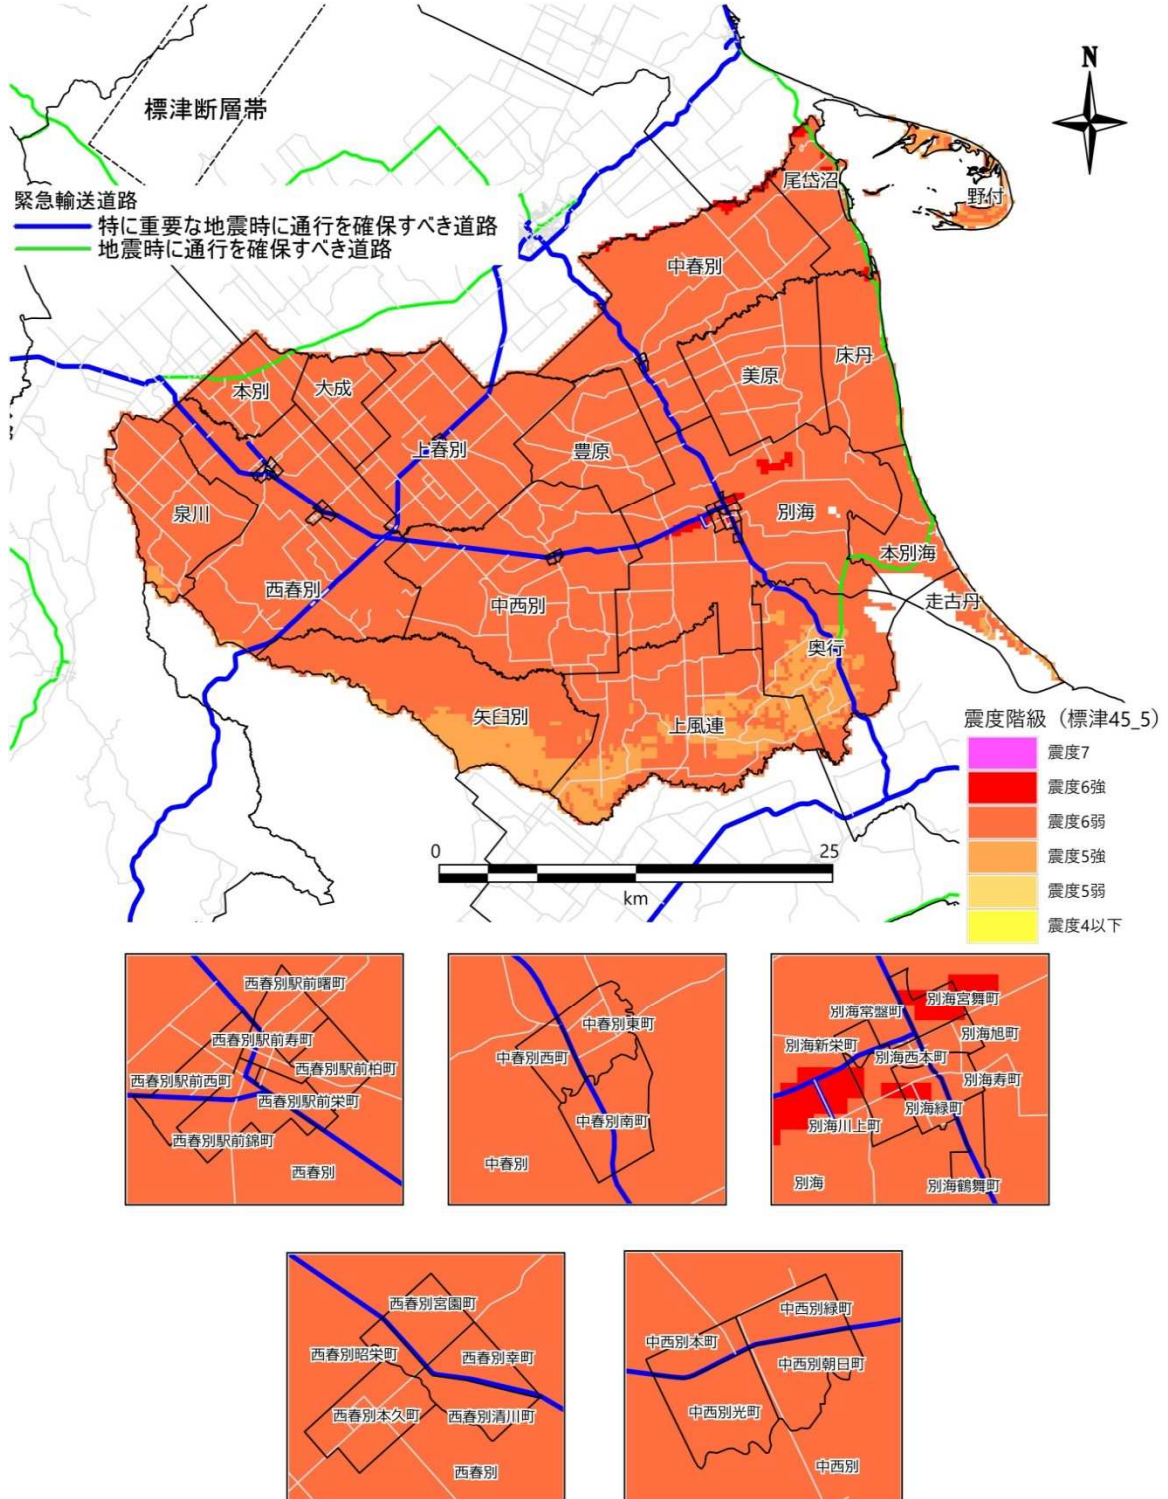 N
標津断層帯
緊急輸送道路
特に重要な地震時に通行を確保すべき道路
地震時に通行を確保すべき道路
尾岱沼
野付
中春別
床丹
美原
本別
大成
上春別
豊原
泉川
別海
本別海
西春別
中西別
走古丹
奥行
矢臼別
上風連
震度階級（標津45_5）
震度7
震度6強
震度6弱
震度5強
震度5弱
震度4以下
0 25
km
西春別駅前曙町
西春別駅前寿町
西春別駅前柏町
西春別駅前西町
西春別駅前栄町
西春別駅前錦町
西春別
中春別東町
中春別西町
中春別南町
中春別
別海宮舞町
別海常盤町
別海旭町
別海新栄町
別海西本町
別海寿町
別海緑町
別海川上町
別海
別海鶴舞町
西春別宮園町
西春別昭栄町
西春別幸町
西春別本久町
西春別清川町
西春別
中西別緑町
中西別本町
中西別朝日町
中西別光町
中西別